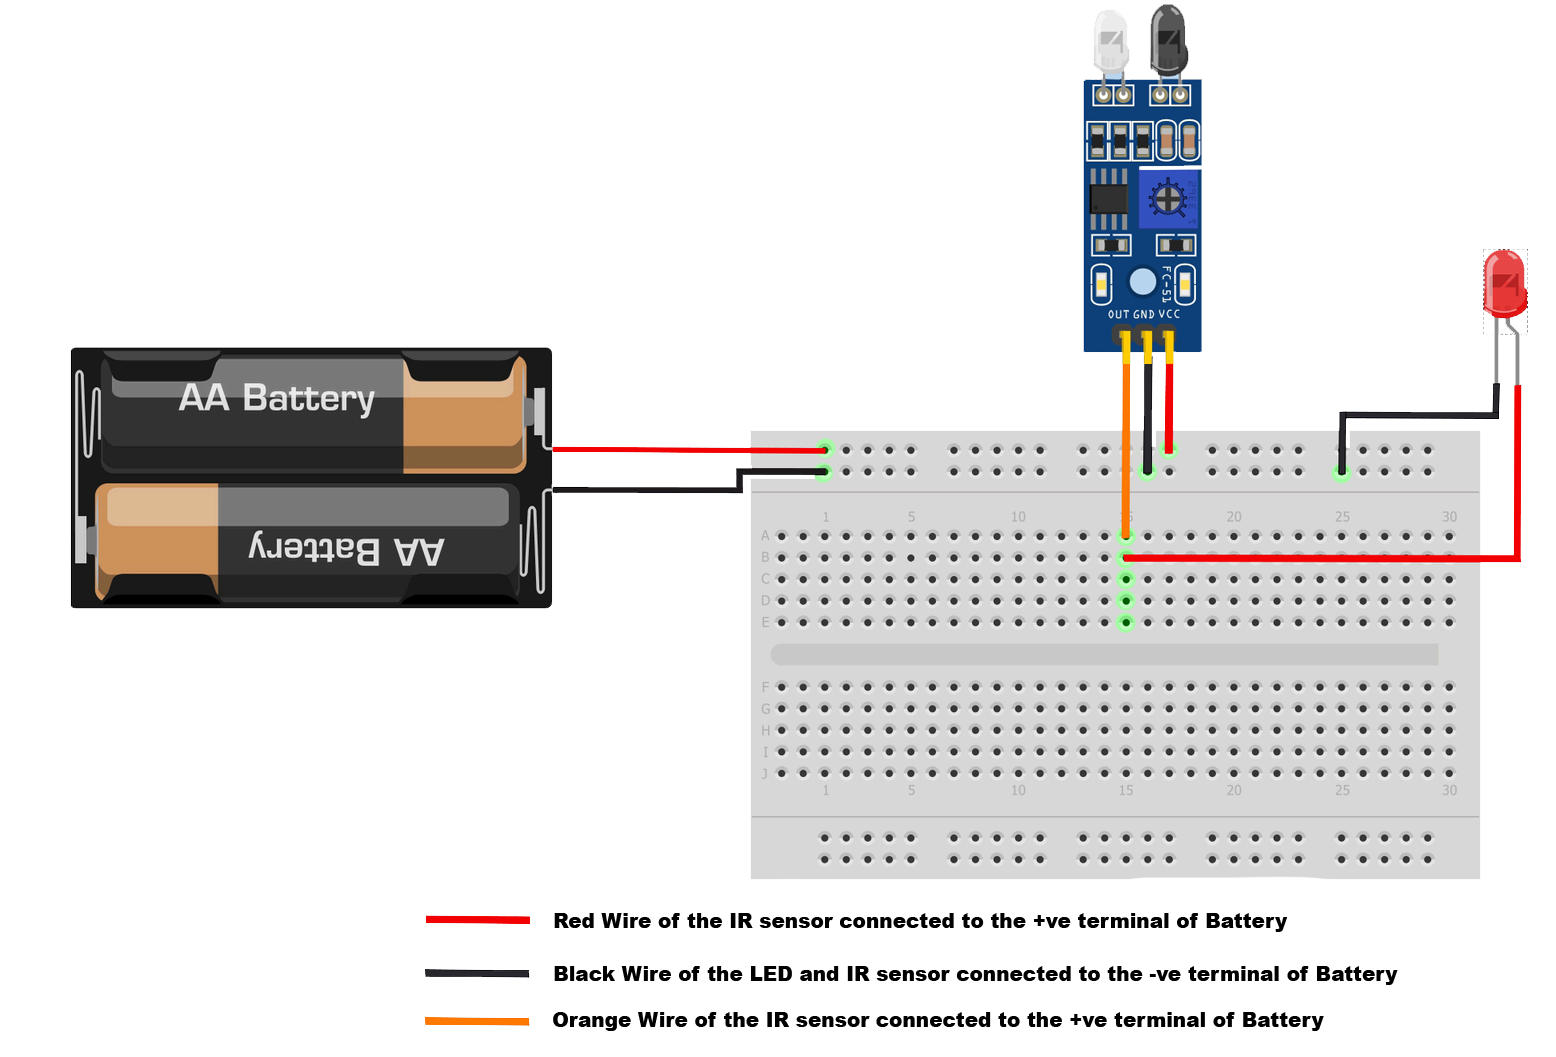 AA Battery
AA Battery
OUT GND VCC
FC-51
1 5 10 15 20 25 30
A
B
C
D
E
F
G
H
I
J
1 5 10 15 20 25 30
Red Wire of the IR sensor connected to the +ve terminal of Battery
Black Wire of the LED and IR sensor connected to the -ve terminal of Battery
Orange Wire of the IR sensor connected to the +ve terminal of Battery